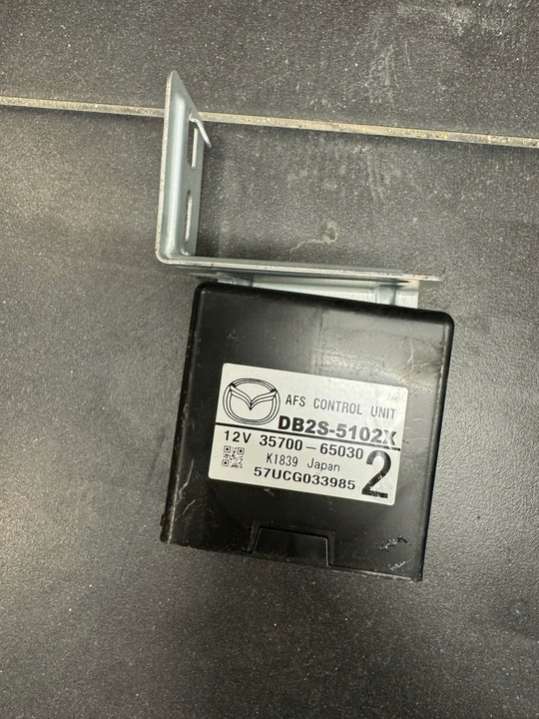 AFS CONTROL UNIT
DB2S-5102X
12V 35700-65030
K1839 Japan
2
57UCG033985